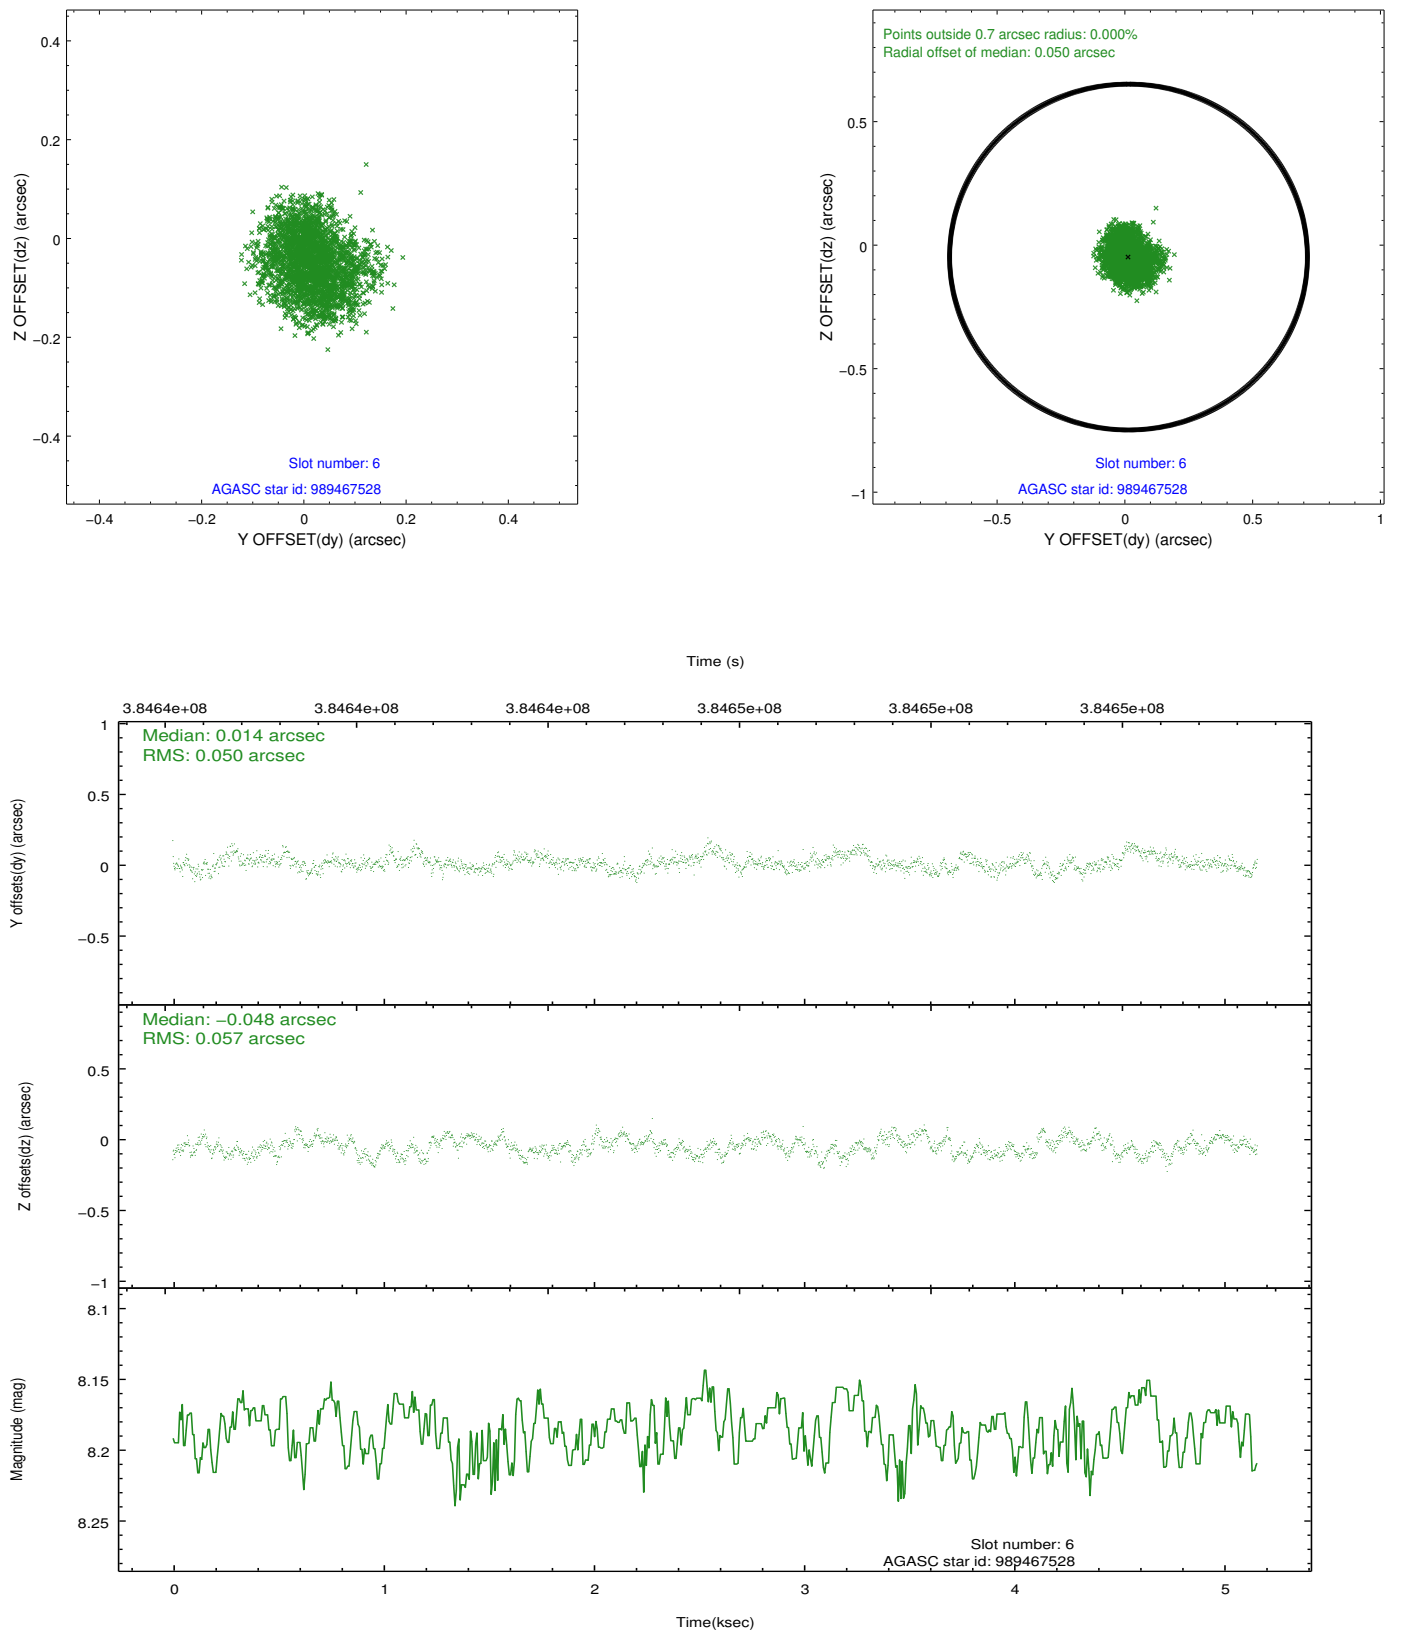 0.4
0.2
0
−0.2
−0.4
Z OFFSET(dz) (arcsec)
Slot number: 6
AGASC star id: 989467528
−0.4 −0.2 0 0.2 0.4
Y OFFSET(dy) (arcsec)
Points outside 0.7 arcsec radius: 0.000%
Radial offset of median: 0.050 arcsec
0.5
0
−0.5
−1
Z OFFSET(dz) (arcsec)
Slot number: 6
AGASC star id: 989467528
−0.5 0 0.5 1
Y OFFSET(dy) (arcsec)
Time (s)
3.8464e+08 3.8464e+08 3.8464e+08 3.8465e+08 3.8465e+08 3.8465e+08
Median: 0.014 arcsec
RMS: 0.050 arcsec
1
0.5
0
−0.5
Y offsets(dy) (arcsec)
Median: −0.048 arcsec
RMS: 0.057 arcsec
0.5
0
−0.5
−1
Z offsets(dz) (arcsec)
8.1
8.15
8.2
8.25
Magnitude (mag)
Slot number: 6
AGASC star id: 989467528
0 1 2 3 4 5
Time(ksec)